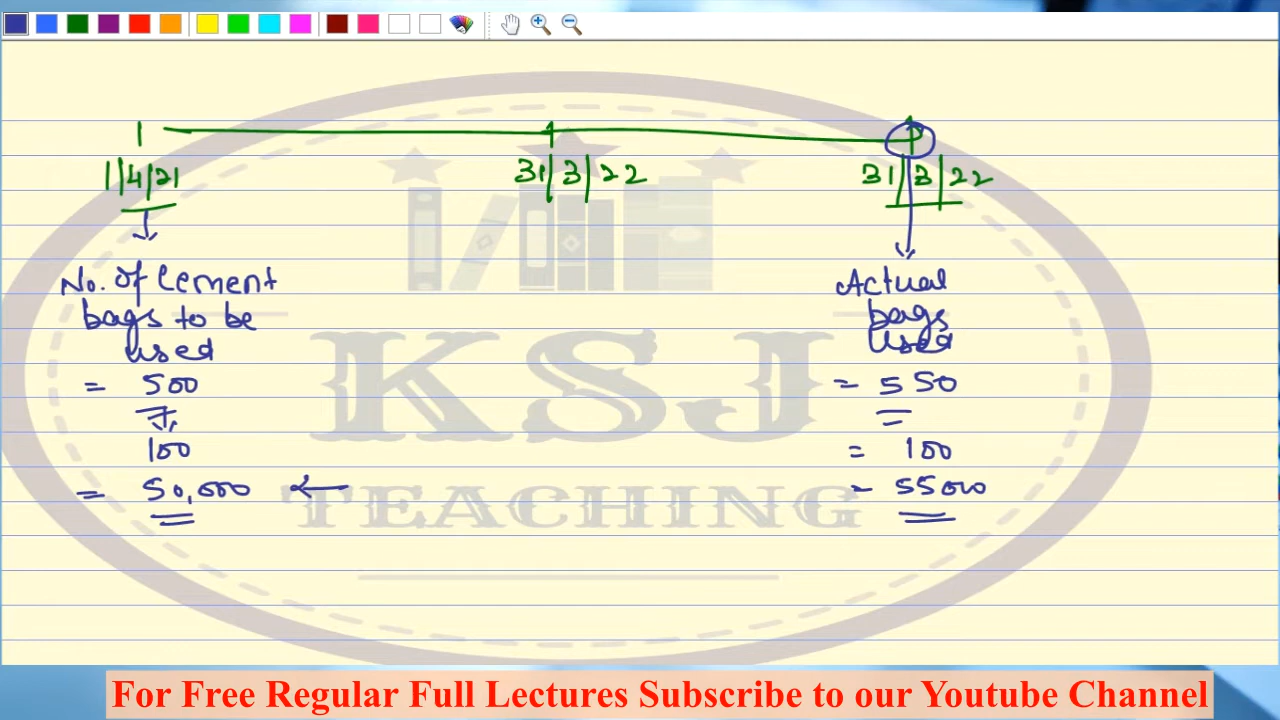 1|4|21
31|3|22
31|3|22
No. Of Cement
bags to be
used
= 500
100
= 50,000
Actual
bags
used
= 550
= 100
= 55000
KSJ
TEACHING
For Free Regular Full Lectures Subscribe to our Youtube Channel